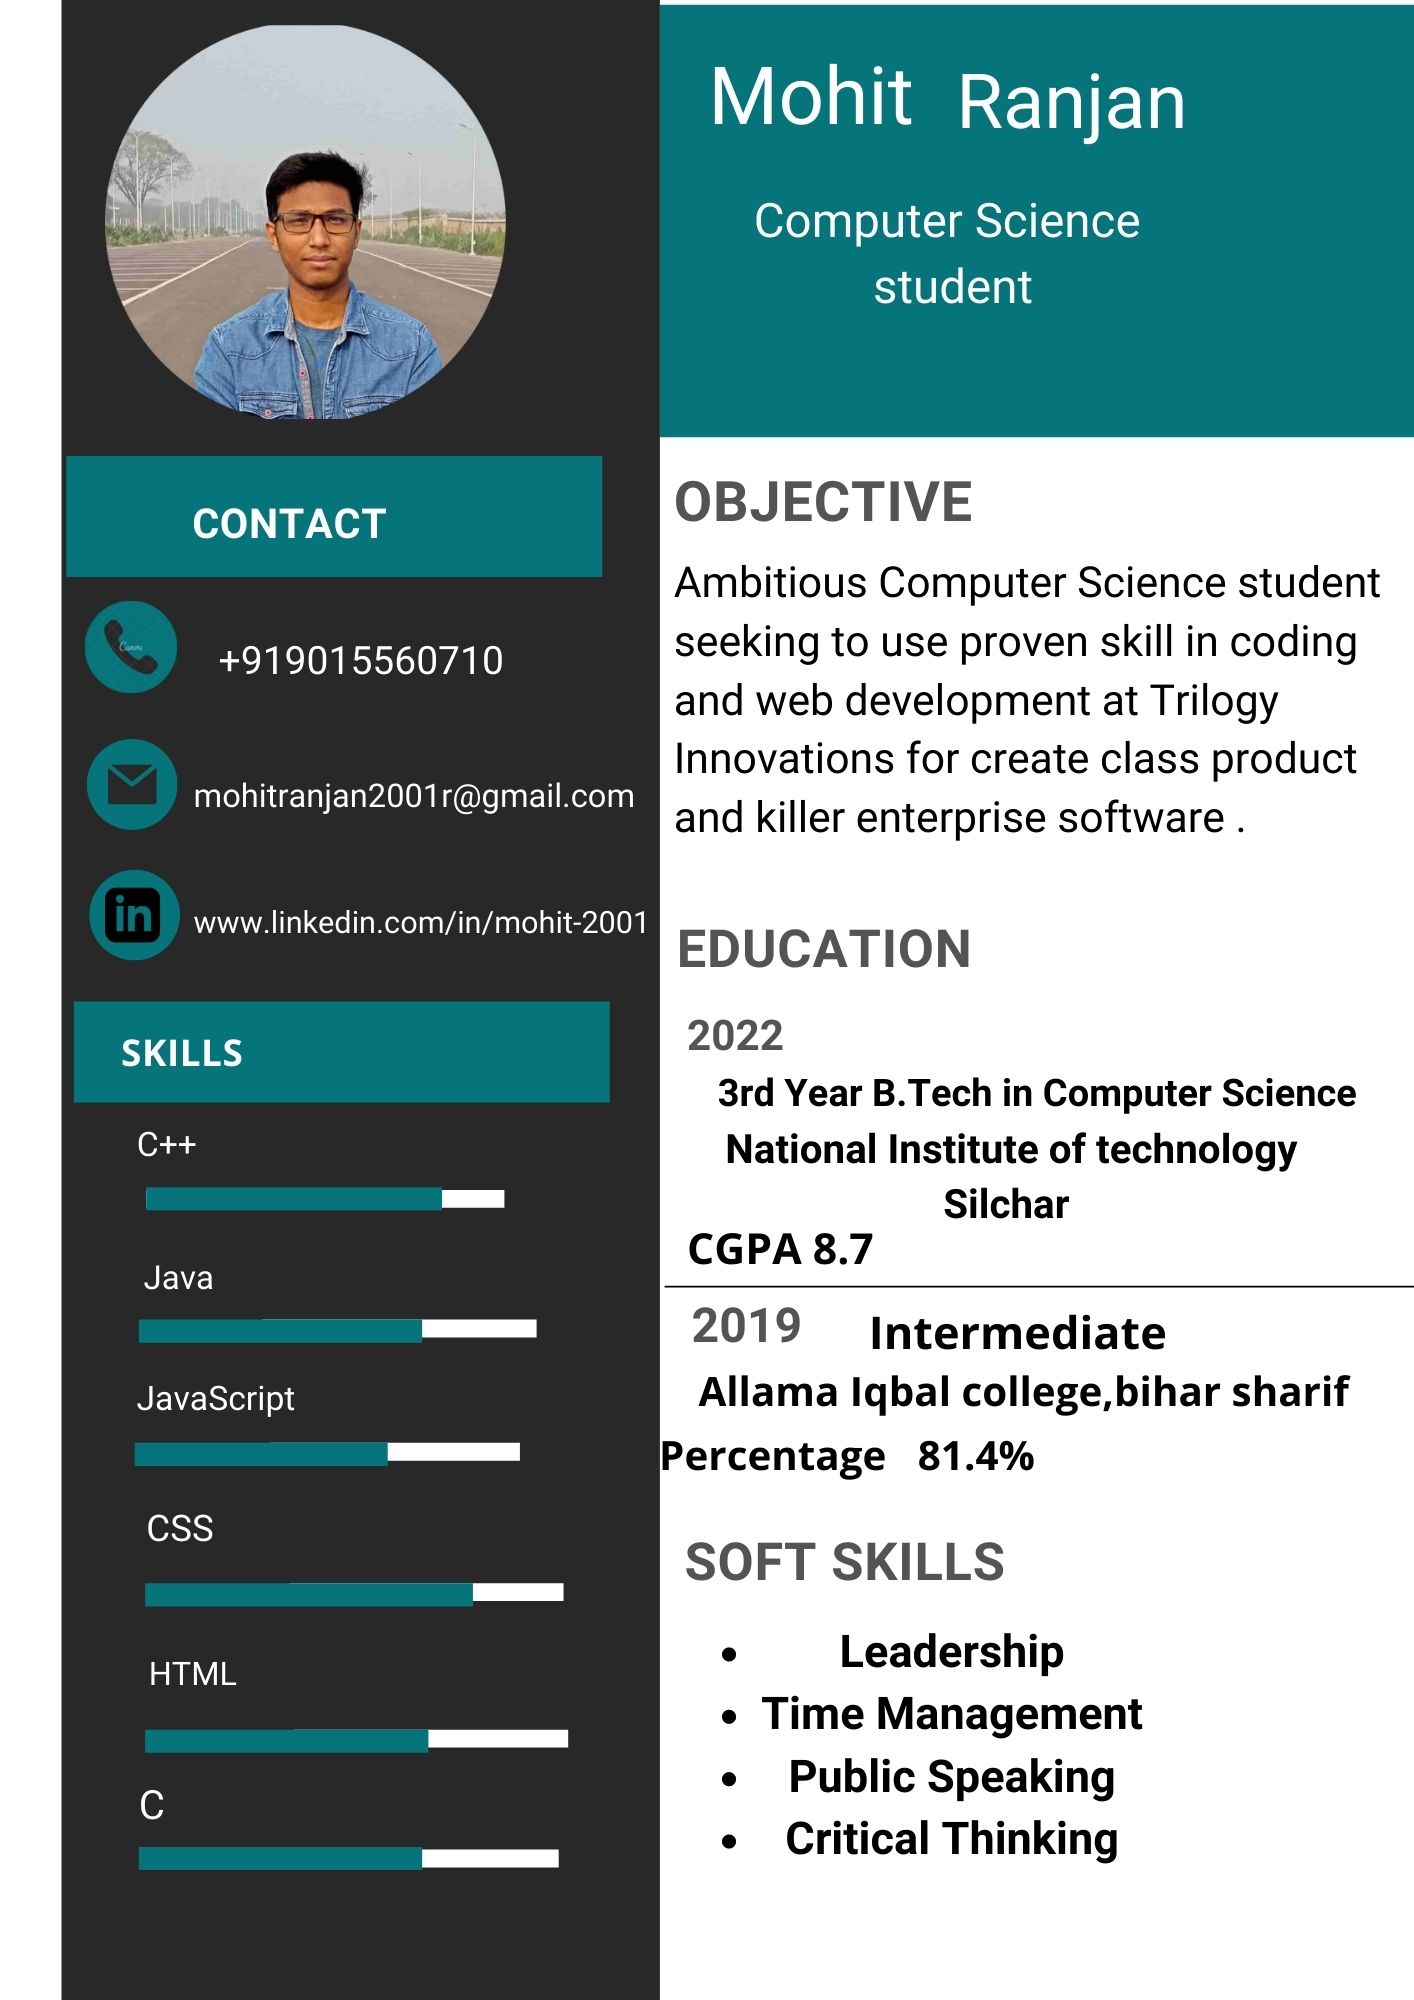 Mohit Ranjan
Computer Science
student
CONTACT
Canva
+919015560710
mohitranjan2001r@gmail.com
in
www.linkedin.com/in/mohit-2001
SKILLS
C++
Java
JavaScript
CSS
HTML
C
OBJECTIVE
Ambitious Computer Science student
seeking to use proven skill in coding
and web development at Trilogy
Innovations for create class product
and killer enterprise software .
EDUCATION
2022
3rd Year B.Tech in Computer Science
National Institute of technology
Silchar
CGPA 8.7
2019 Intermediate
Allama Iqbal college,bihar sharif
Percentage 81.4%
SOFT SKILLS
• Leadership
• Time Management
• Public Speaking
• Critical Thinking